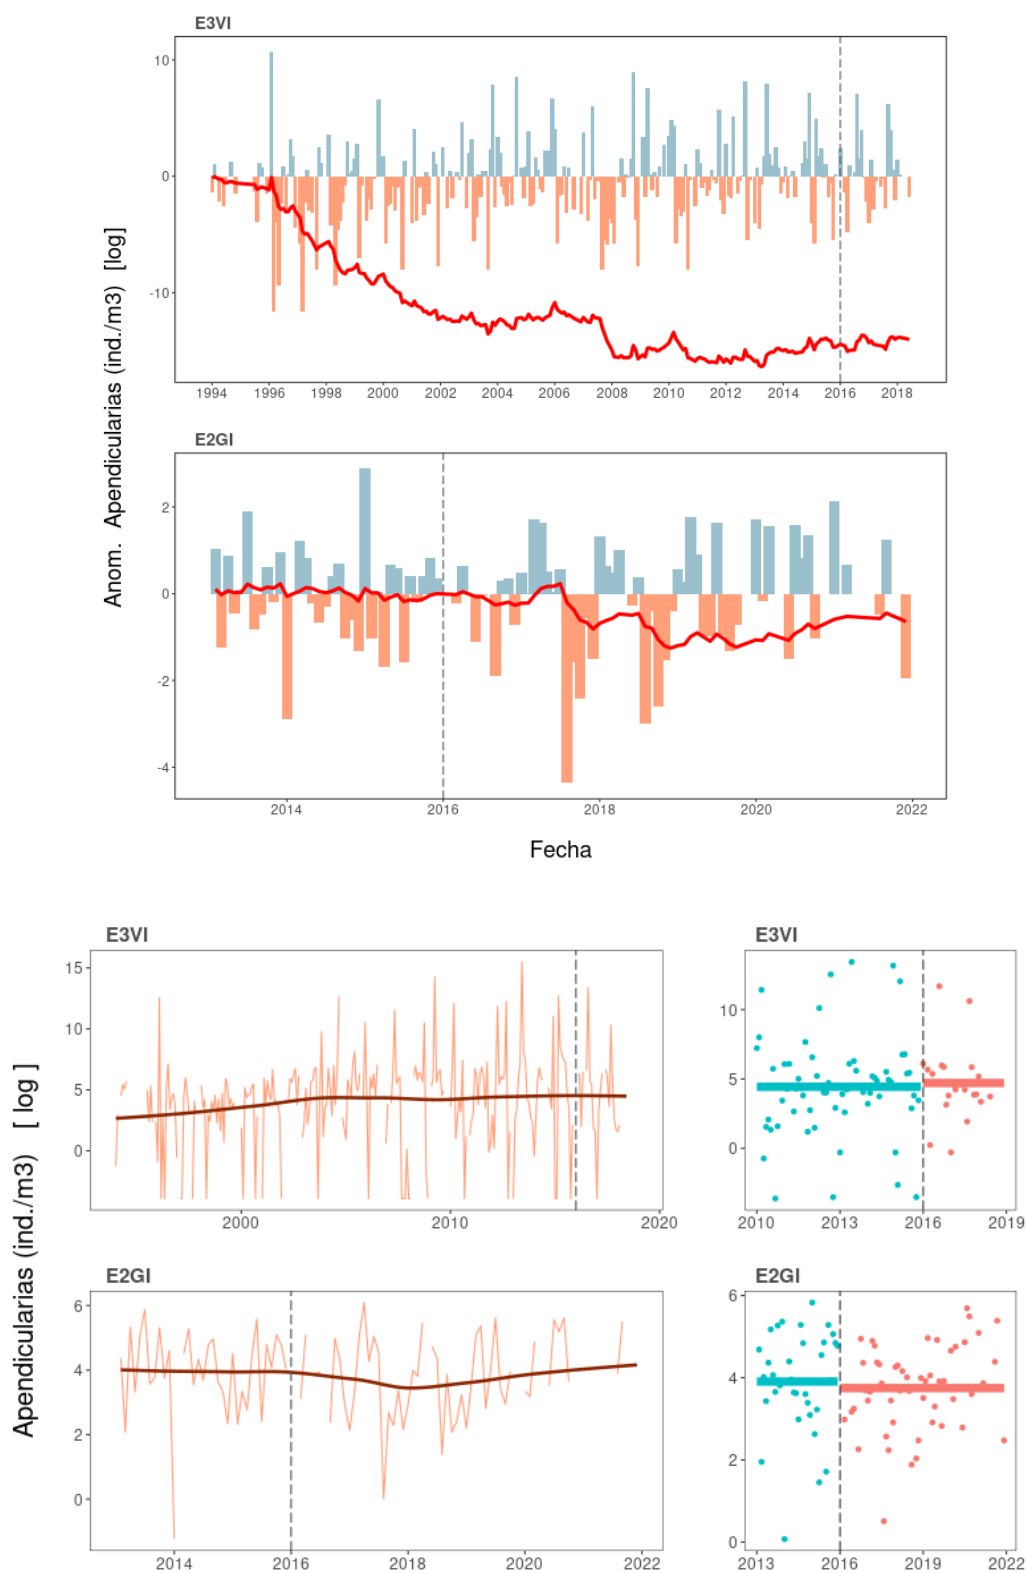 E3VI
10
0
-10
1994 1996 1998 2000 2002 2004 2006 2008 2010 2012 2014 2016 2018
Anom. Apendicularias (ind./m3) [log]
E2GI
2
0
-2
-4
2014 2016 2018 2020 2022
Fecha
E3VI
15
10
5
0
2000 2010 2020
E3VI
10
5
0
2010 2013 2016 2019
Apendicularias (ind./m3) [ log ]
E2GI
6
4
2
0
2014 2016 2018 2020 2022
E2GI
6
4
2
0
2013 2016 2019 2022